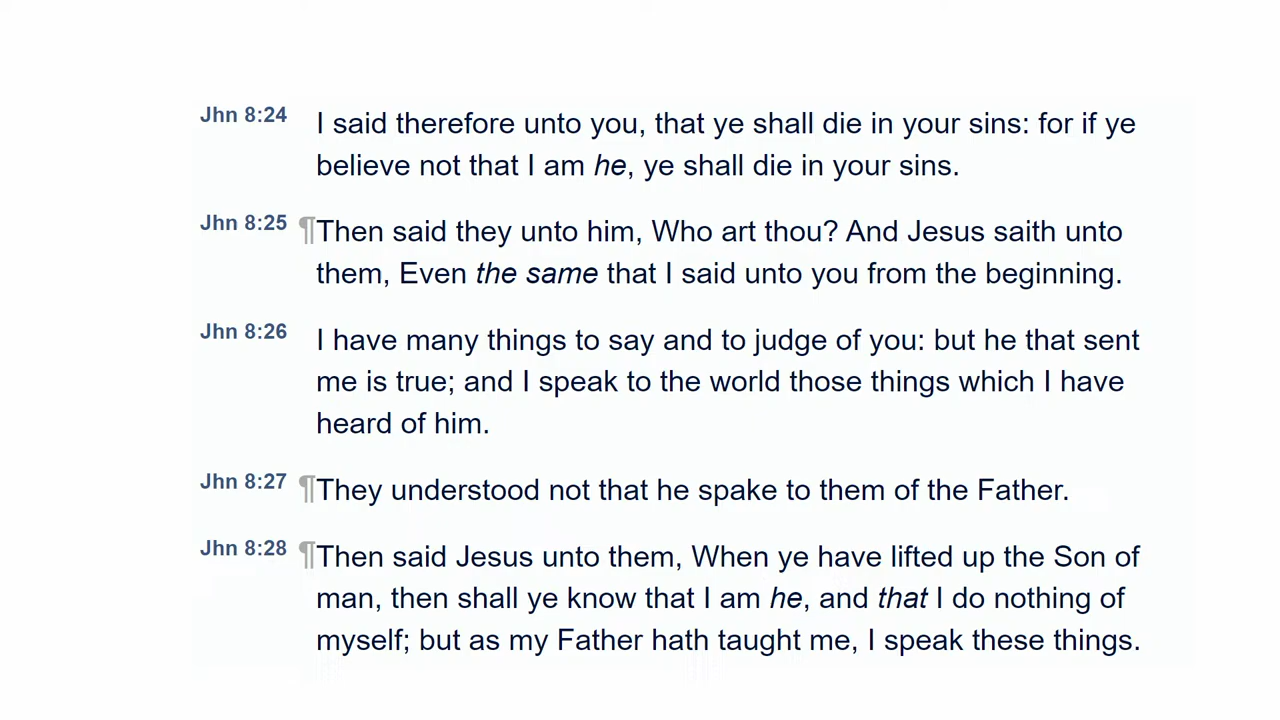 Jhn 8:24 I said therefore unto you, that ye shall die in your sins: for if ye
believe not that I am he, ye shall die in your sins.
Jhn 8:25 ¶Then said they unto him, Who art thou? And Jesus saith unto
them, Even the same that I said unto you from the beginning.
Jhn 8:26 I have many things to say and to judge of you: but he that sent
me is true; and I speak to the world those things which I have
heard of him.
Jhn 8:27 ¶They understood not that he spake to them of the Father.
Jhn 8:28 ¶Then said Jesus unto them, When ye have lifted up the Son of
man, then shall ye know that I am he, and that I do nothing of
myself; but as my Father hath taught me, I speak these things.